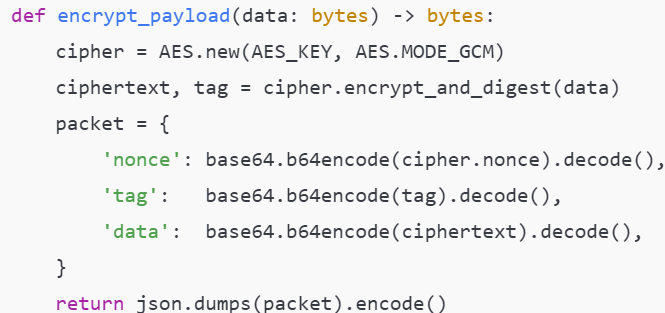 def encrypt_payload(data: bytes) -> bytes:
    cipher = AES.new(AES_KEY, AES.MODE_GCM)
    ciphertext, tag = cipher.encrypt_and_digest(data)
    packet = {
        'nonce': base64.b64encode(cipher.nonce).decode(),
        'tag':   base64.b64encode(tag).decode(),
        'data':  base64.b64encode(ciphertext).decode(),
    }
    return json.dumps(packet).encode()